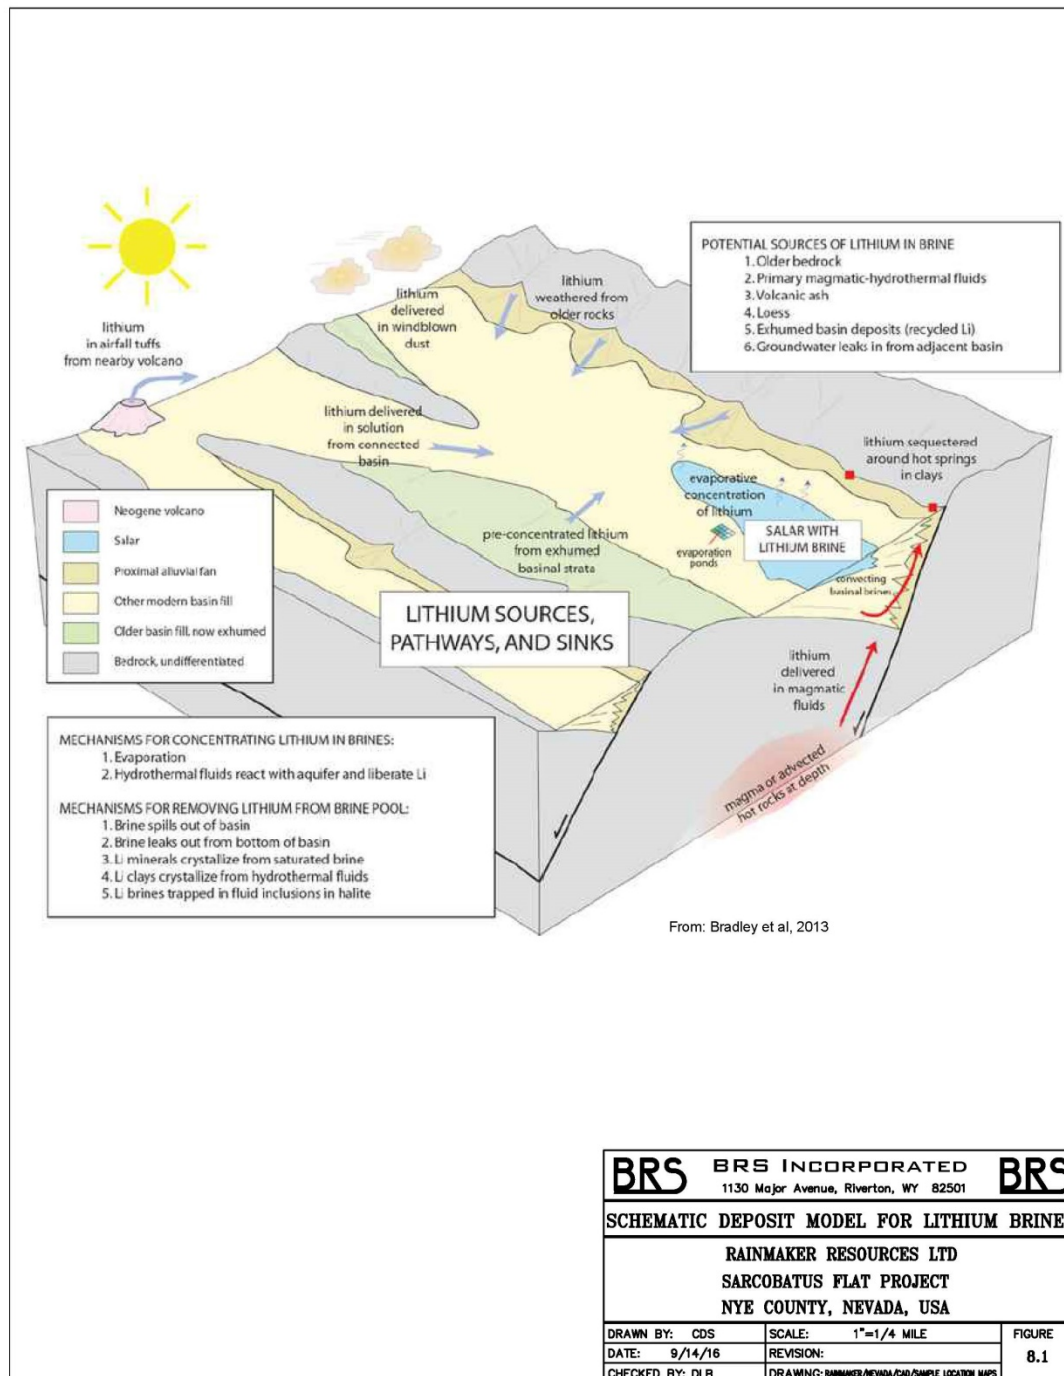 POTENTIAL SOURCES OF LITHIUM IN BRINE
1. Older bedrock
2. Primary magmatic-hydrothermal fluids
3. Volcanic ash
4. Loess
5. Exhumed basin deposits (recycled Li)
6. Groundwater leaks in from adjacent basin
lithium
weathered from
older rocks
lithium
delivered
in windblown
dust
lithium
in airfall tuffs
from nearby volcano
lithium delivered
in solution
from connected
basin
lithium sequestered
around hot springs
in clays
evaporative
concentration
of lithium
SALAR WITH
LITHIUM BRINE
evaporation
ponds
convecting
basinal brines
pre-concentrated lithium
from exhumed
basinal strata
Neogene volcano
Salar
Proximal alluvial fan
Other modern basin fill
Older basin fill, now exhumed
Bedrock, undifferentiated
LITHIUM SOURCES,
PATHWAYS, AND SINKS
lithium
delivered
in magmatic
fluids
magma or advected
hot rocks at depth
MECHANISMS FOR CONCENTRATING LITHIUM IN BRINES:
1. Evaporation
2. Hydrothermal fluids react with aquifer and liberate Li
MECHANISMS FOR REMOVING LITHIUM FROM BRINE POOL:
1. Brine spills out of basin
2. Brine leaks out from bottom of basin
3. Li minerals crystallize from saturated brine
4. Li clays crystallize from hydrothermal fluids
5. Li brines trapped in fluid inclusions in halite
From: Bradley et al, 2013
BRS BRS INCORPORATED BRS
1130 Major Avenue, Riverton, WY 82501
SCHEMATIC DEPOSIT MODEL FOR LITHIUM BRINE
RAINMAKER RESOURCES LTD
SARCOBATUS FLAT PROJECT
NYE COUNTY, NEVADA, USA
DRAWN BY: CDS SCALE: 1"=1/4 MILE FIGURE
DATE: 9/14/16 REVISION: 8.1
CHECKED BY: DLB DRAWING: RAINMAKER/NEVADA/CAD/SAMPLE LOCATION MAPS